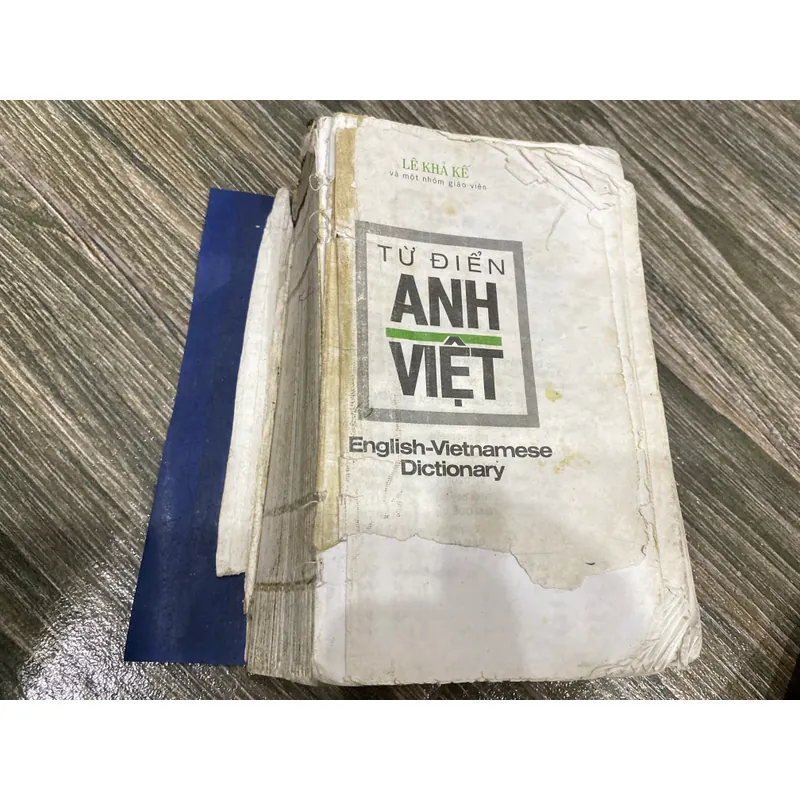 LÊ KHẢ KẾ
và một nhóm giáo viên
TỪ ĐIỂN
ANH
VIỆT
English-Vietnamese
Dictionary